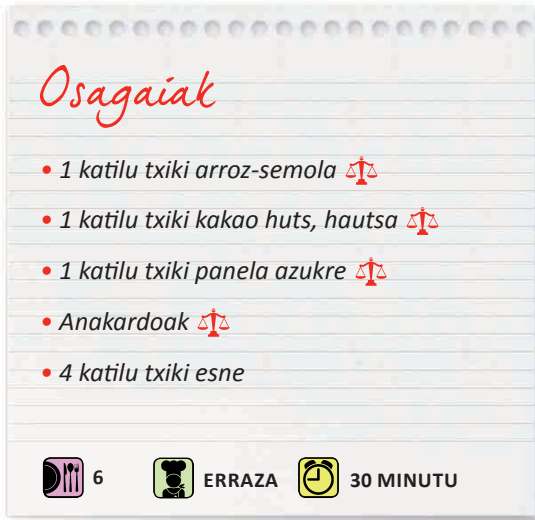 Osagaiak
• 1 katilu txiki arroz-semola
• 1 katilu txiki kakao huts, hautsa
• 1 katilu txiki panela azukre
• Anakardoak
• 4 katilu txiki esne
6 ERRAZA 30 MINUTU